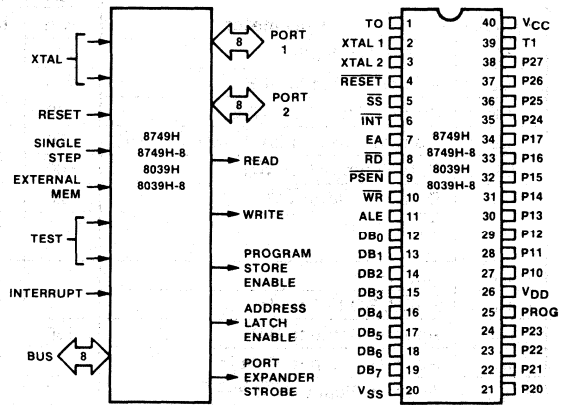 XTAL
RESET
SINGLE
STEP
EXTERNAL
MEM
TEST
INTERRUPT
BUS
8
8749H
8749H-8
8039H
8039H-8
8
PORT
1
8
PORT
2
READ
WRITE
PROGRAM
STORE
ENABLE
ADDRESS
LATCH
ENABLE
PORT
EXPANDER
STROBE
TO 1
XTAL 1 2
XTAL 2 3
RESET 4
SS 5
INT 6
EA 7
RD 8
PSEN 9
WR 10
ALE 11
DB0 12
DB1 13
DB2 14
DB3 15
DB4 16
DB5 17
DB6 18
DB7 19
VSS 20
8749H
8749H-8
8039H
8039H-8
40 VCC
39 T1
38 P27
37 P26
36 P25
35 P24
34 P17
33 P16
32 P15
31 P14
30 P13
29 P12
28 P11
27 P10
26 VDD
25 PROG
24 P23
23 P22
22 P21
21 P20